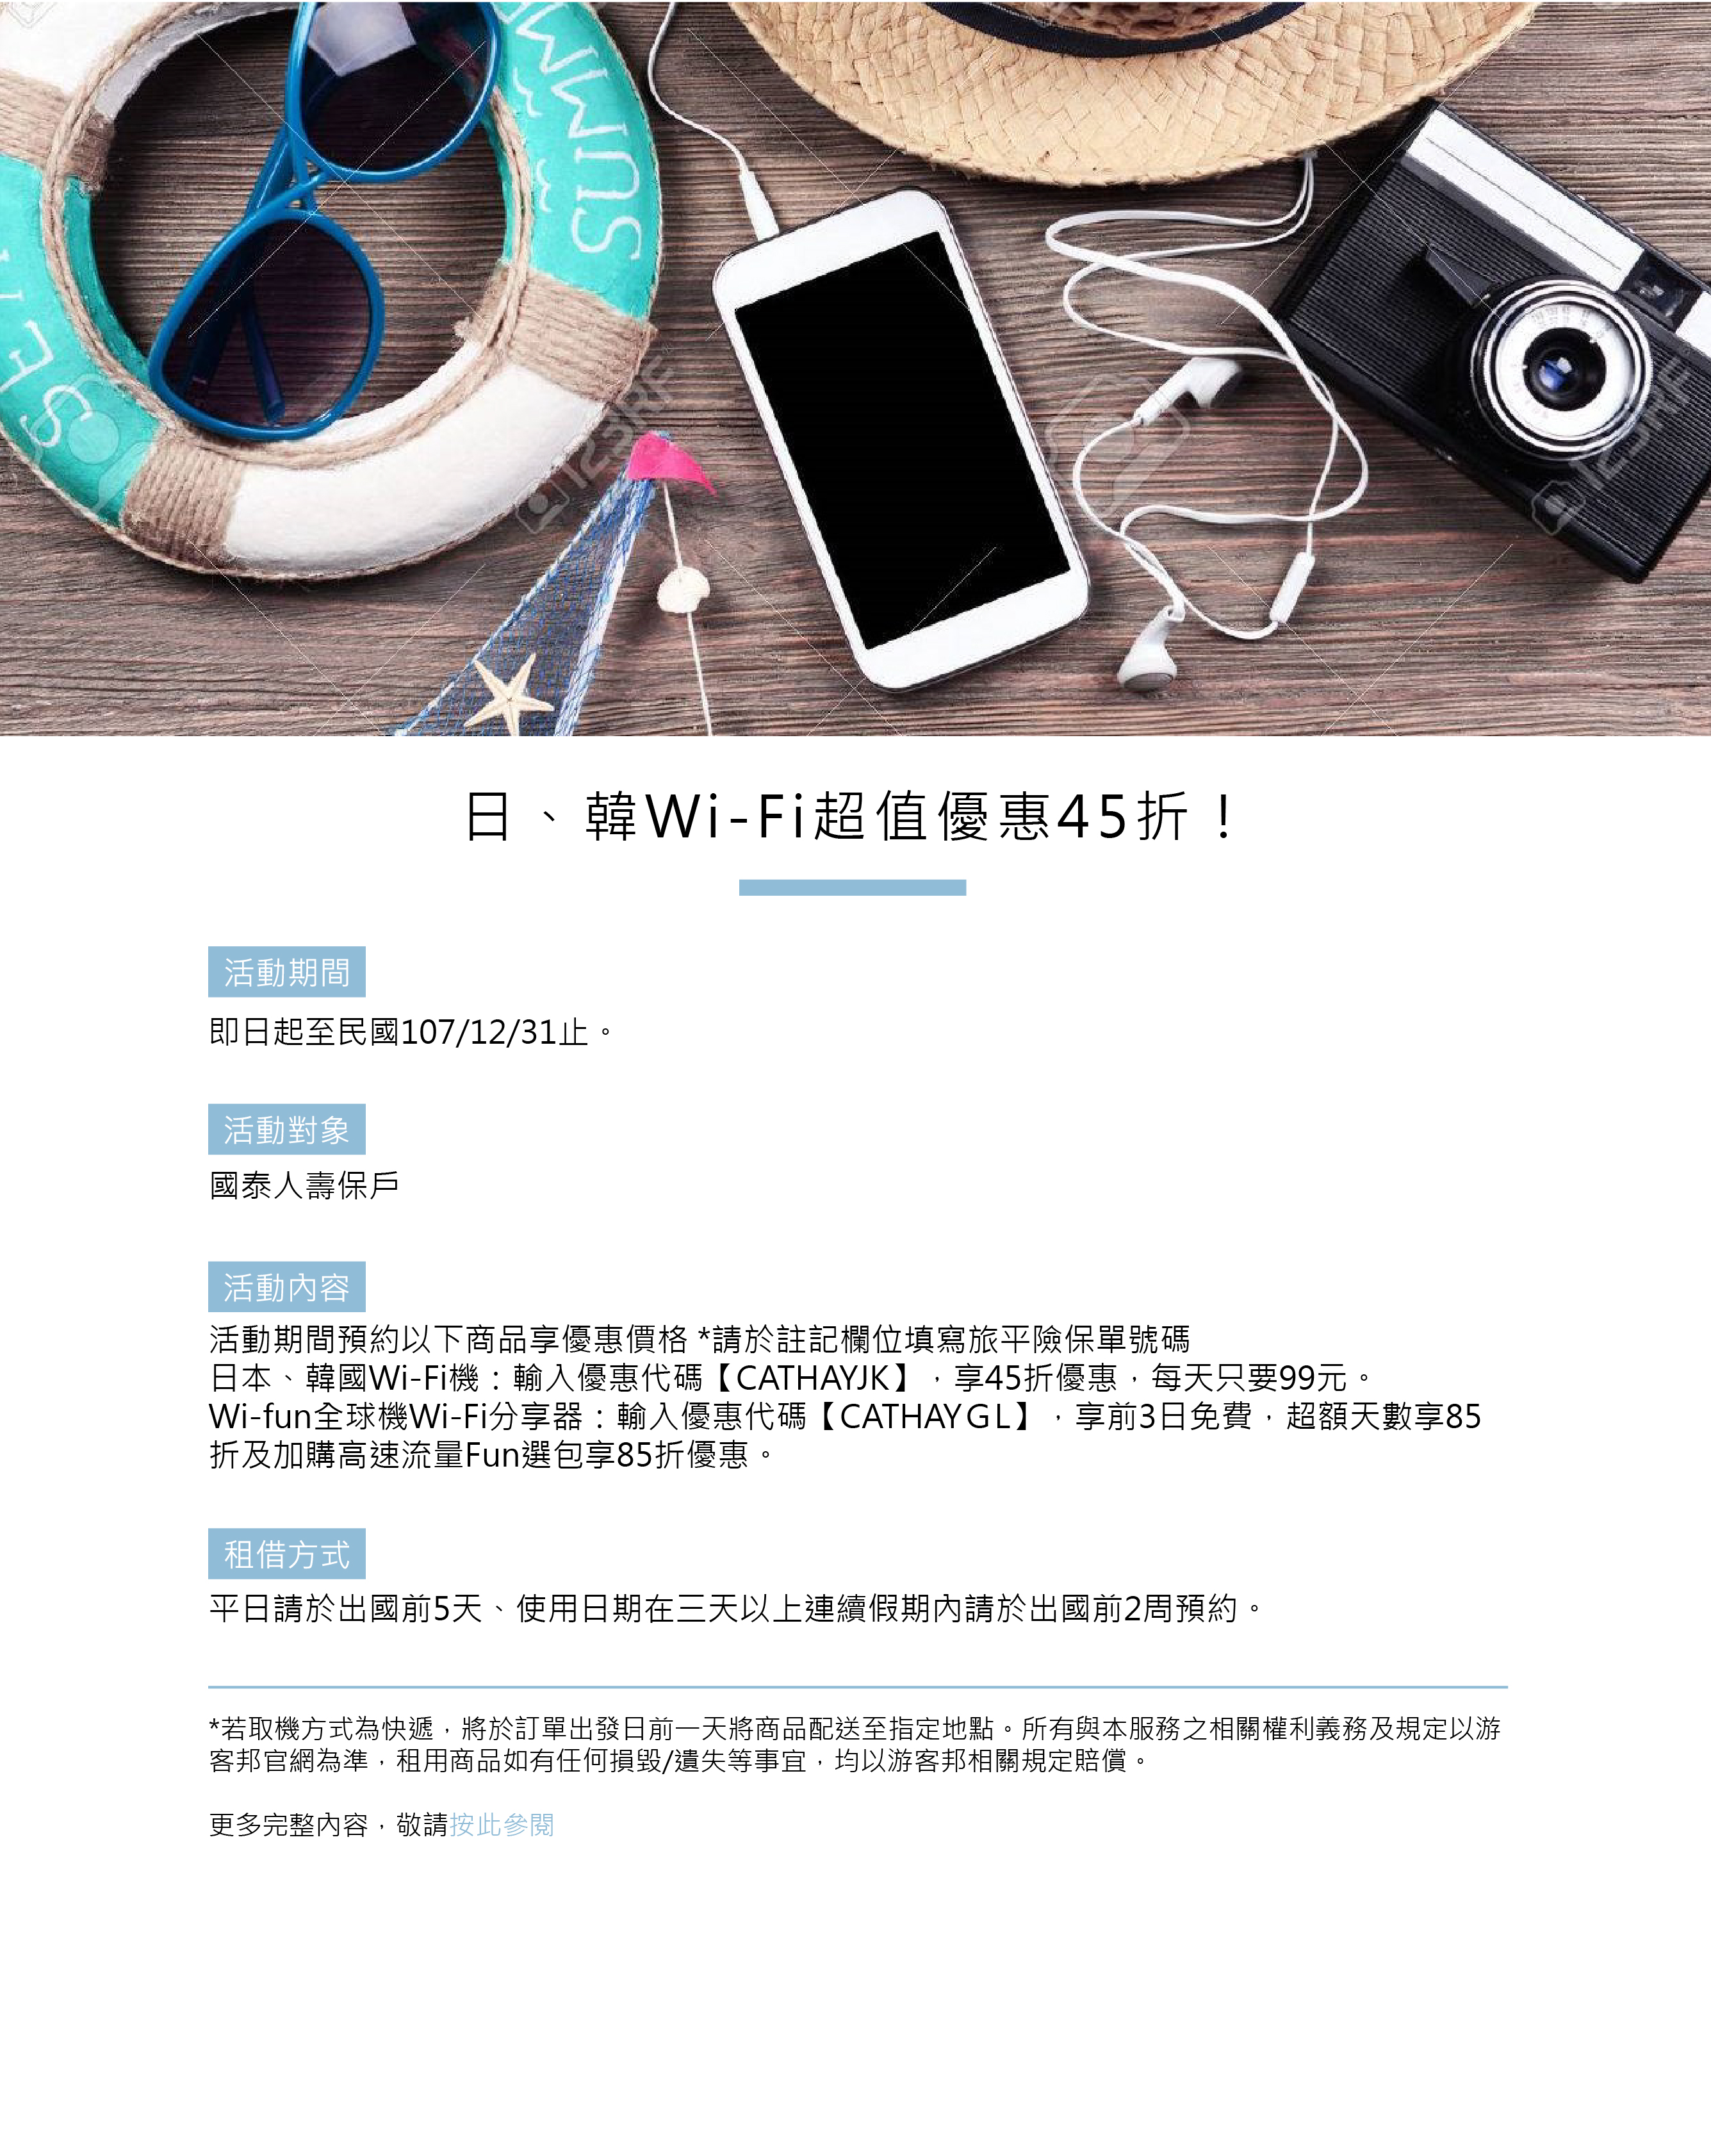 SUMM
123RF
123RF
日、韓Wi-Fi超值優惠45折！
活動期間
即日起至民國107/12/31止。
活動對象
國泰人壽保戶
活動內容
活動期間預約以下商品享優惠價格 *請於註記欄位填寫旅平險保單號碼
日本、韓國Wi-Fi機：輸入優惠代碼【CATHAYJK】，享45折優惠，每天只要99元。
Wi-fun全球機Wi-Fi分享器：輸入優惠代碼【CATHAYGL】，享前3日免費，超額天數享85
折及加購高速流量Fun選包享85折優惠。
租借方式
平日請於出國前5天、使用日期在三天以上連續假期內請於出國前2周預約。
*若取機方式為快遞，將於訂單出發日前一天將商品配送至指定地點。所有與本服務之相關權利義務及規定以游
客邦官網為準，租用商品如有任何損毀/遺失等事宜，均以游客邦相關規定賠償。
更多完整內容，敬請按此參閱